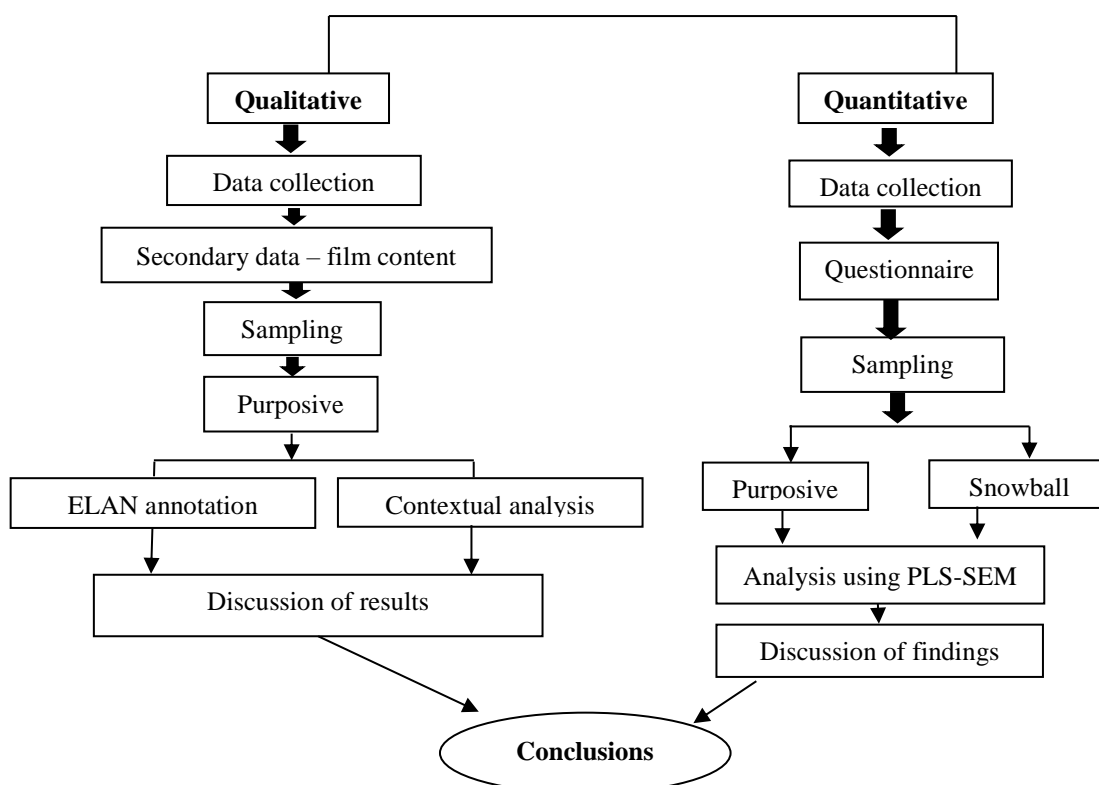 Qualitative
Data collection
Secondary data – film content
Sampling
Purposive
ELAN annotation
Contextual analysis
Discussion of results
Quantitative
Data collection
Questionnaire
Sampling
Purposive
Snowball
Analysis using PLS-SEM
Discussion of findings
Conclusions